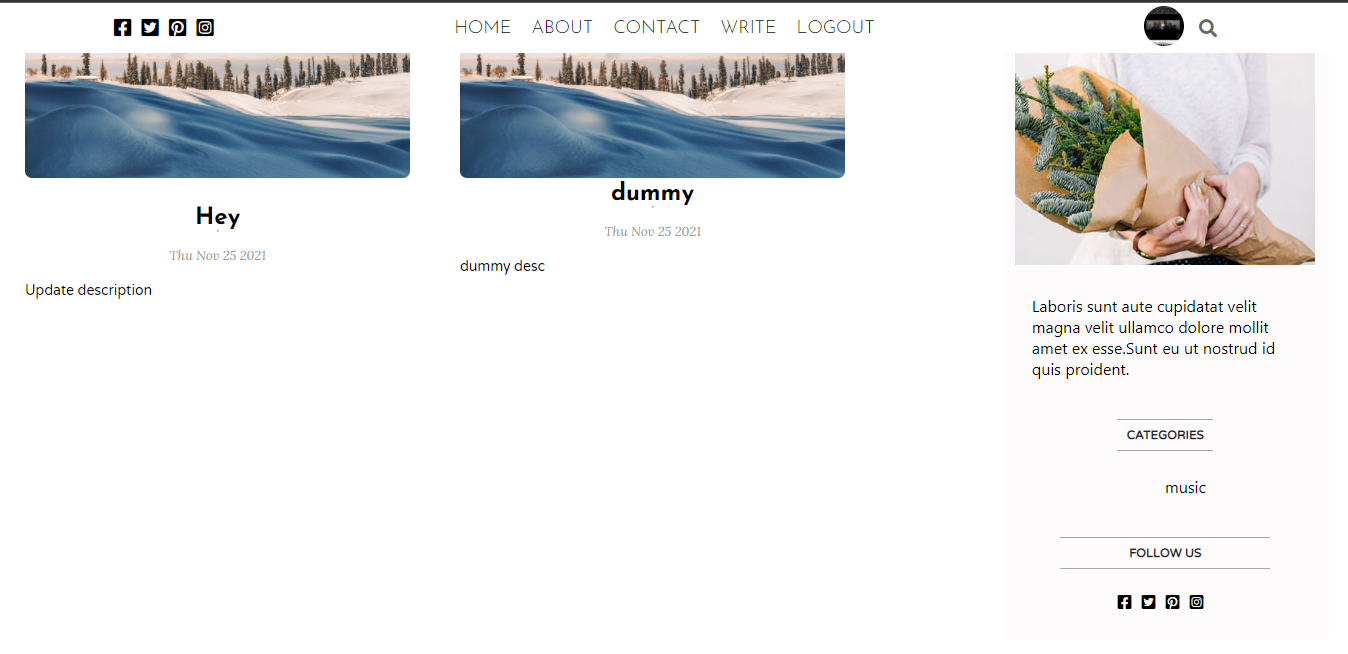 HOME ABOUT CONTACT WRITE LOGOUT
Hey
Thu Nov 25 2021
Update description
dummy
Thu Nov 25 2021
dummy desc
Laboris sunt aute cupidatat velit
magna velit ullamco dolore mollit
amet ex esse.Sunt eu ut nostrud id
quis proident.
CATEGORIES
music
FOLLOW US